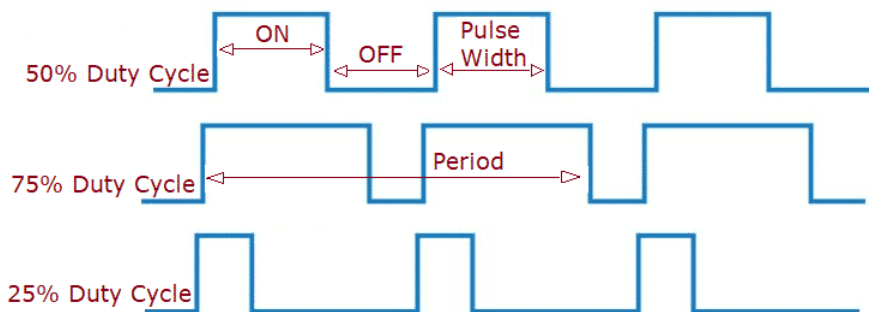 ON
OFF
Pulse
Width
50% Duty Cycle
Period
75% Duty Cycle
25% Duty Cycle